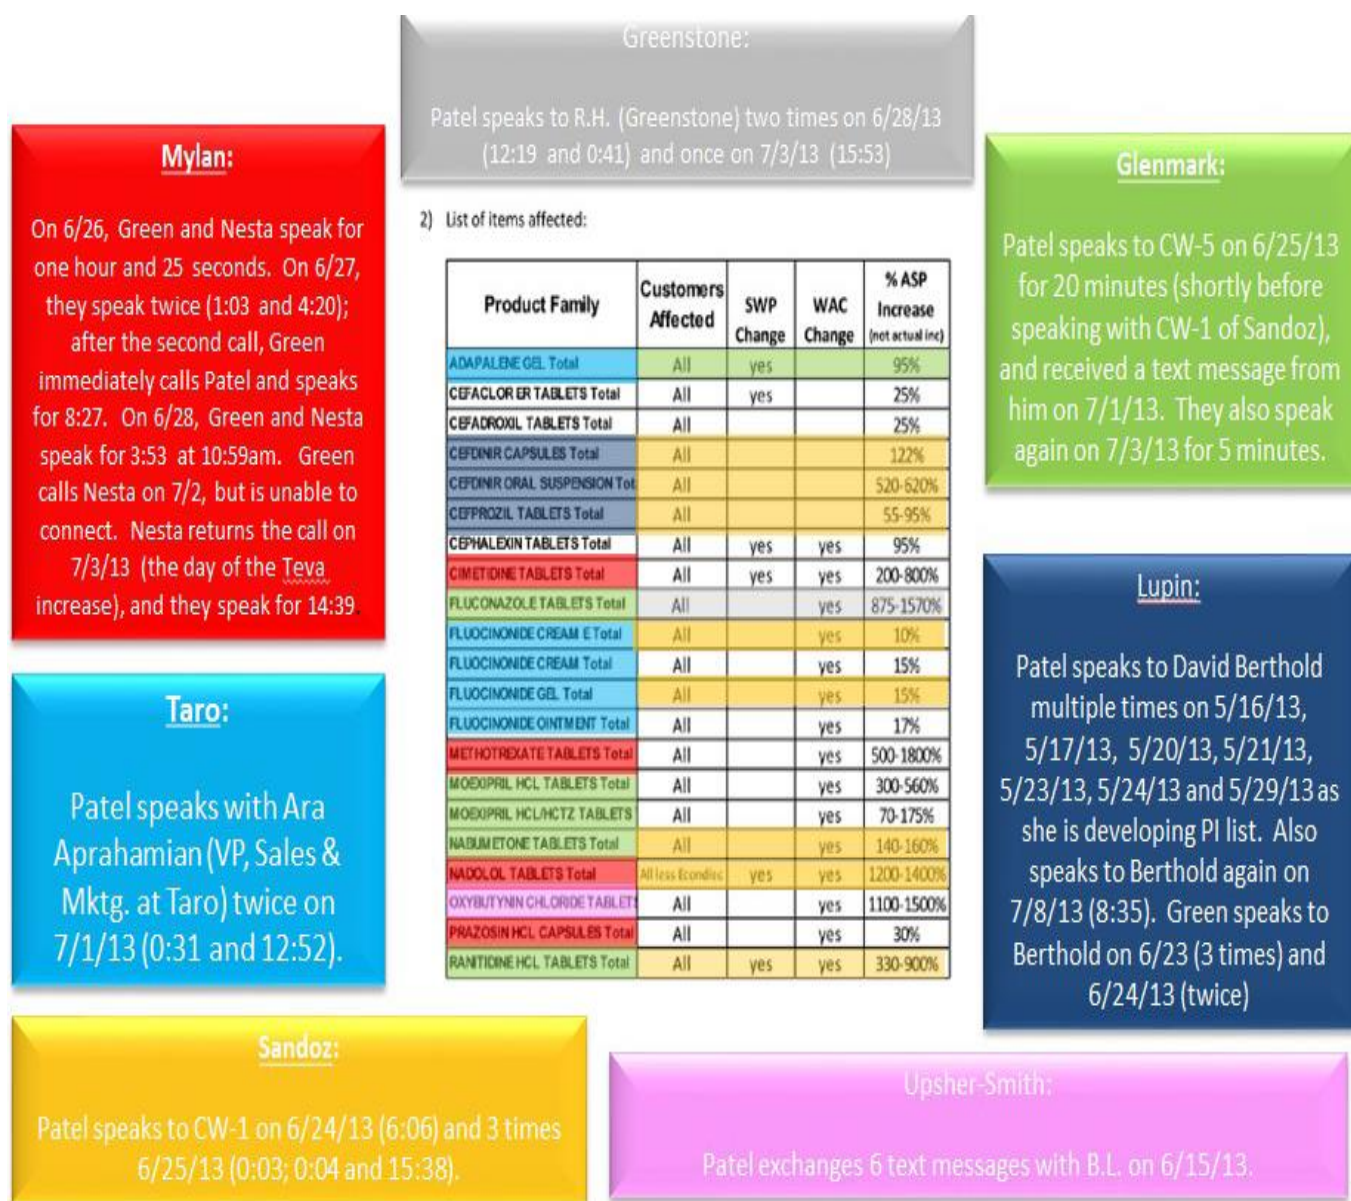 Greenstone:
Patel speaks to R.H. (Greenstone) two times on 6/28/13
(12:19 and 0:41) and once on 7/3/13 (15:53)
Mylan:
On 6/26, Green and Nesta speak for
one hour and 25 seconds. On 6/27,
they speak twice (1:03 and 4:20);
after the second call, Green
immediately calls Patel and speaks
for 8:27. On 6/28, Green and Nesta
speak for 3:53 at 10:59am. Green
calls Nesta on 7/2, but is unable to
connect. Nesta returns the call on
7/3/13 (the day of the Teva
increase), and they speak for 14:39.
Taro:
Patel speaks with Ara
Aprahamian (VP, Sales &
Mktg. at Taro) twice on
7/1/13 (0:31 and 12:52).
2) List of items affected:
Product Family Customers Affected SWP Change WAC Change % ASP Increase (not actual inc)
ADAPALENE GEL Total All yes 95%
CEFACLOR ER TABLETS Total All yes 25%
CEFADROXIL TABLETS Total All 25%
CEFDINIR CAPSULES Total All 122%
CEFDINIR ORAL SUSPENSION Tot All 520-620%
CEFPROZIL TABLETS Total All 55-95%
CEPHALEXIN TABLETS Total All yes yes 95%
CIMETIDINE TABLETS Total All yes yes 200-800%
FLUCONAZOLE TABLETS Total All yes 875-1570%
FLUOCINONIDE CREAM E Total All yes 10%
FLUOCINONIDE CREAM Total All yes 15%
FLUOCINONIDE GEL Total All yes 15%
FLUOCINONIDE OINTMENT Total All yes 17%
METHOTREXATE TABLETS Total All yes 500-1800%
MOEXIPRIL HCL TABLETS Total All yes 300-560%
MOEXIPRIL HCL/HCTZ TABLETS All yes 70-175%
NABUMETONE TABLETS Total All yes 140-160%
NADOLOL TABLETS Total All less Econdisc yes yes 1200-1400%
OXYBUTYNIN CHLORIDE TABLETS All yes 1100-1500%
PRAZOSIN HCL CAPSULES Total All yes 30%
RANITIDINE HCL TABLETS Total All yes yes 330-900%
Glenmark:
Patel speaks to CW-5 on 6/25/13
for 20 minutes (shortly before
speaking with CW-1 of Sandoz),
and received a text message from
him on 7/1/13. They also speak
again on 7/3/13 for 5 minutes.
Lupin:
Patel speaks to David Berthold
multiple times on 5/16/13,
5/17/13, 5/20/13, 5/21/13,
5/23/13, 5/24/13 and 5/29/13 as
she is developing PI list. Also
speaks to Berthold again on
7/8/13 (8:35). Green speaks to
Berthold on 6/23 (3 times) and
6/24/13 (twice)
Sandoz:
Patel speaks to CW-1 on 6/24/13 (6:06) and 3 times
6/25/13 (0:03; 0:04 and 15:38).
Upsher-Smith:
Patel exchanges 6 text messages with B.L. on 6/15/13.